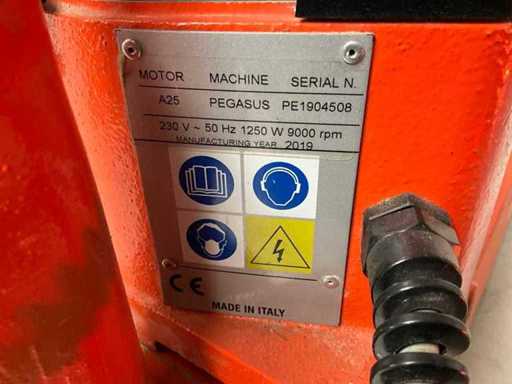 MOTOR MACHINE SERIAL N.
A25 PEGASUS PE1904508
230 V ~ 50 Hz 1250 W 9000 rpm
MANUFACTURING YEAR 2019
CE
MADE IN ITALY